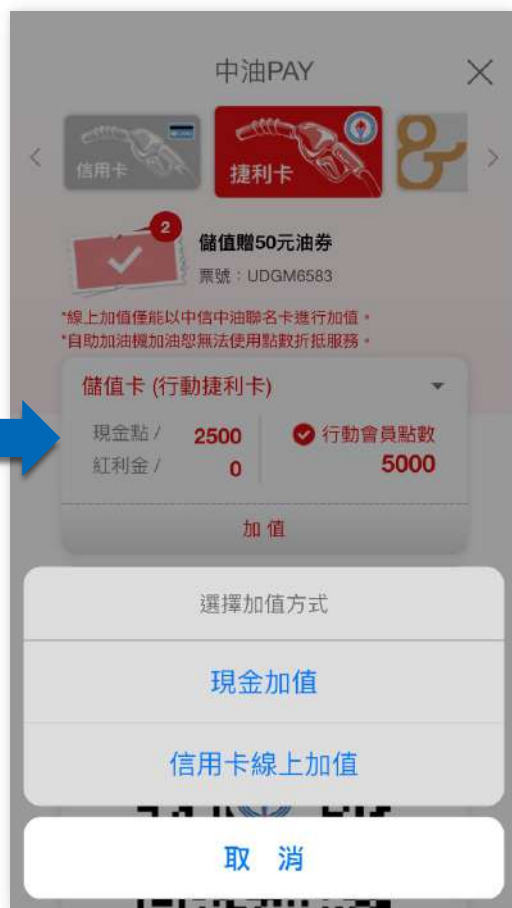 中油PAY
信用卡
捷利卡
2
儲值贈50元油券
票號：UDGM6583
*線上加值僅能以中信中油聯名卡進行加值。
*自助加油機加油恕無法使用點數折抵服務。
儲值卡 (行動捷利卡)
現金點 / 2500 行動會員點數
紅利金 / 0 5000
加 值
選擇加值方式
現金加值
信用卡線上加值
取 消